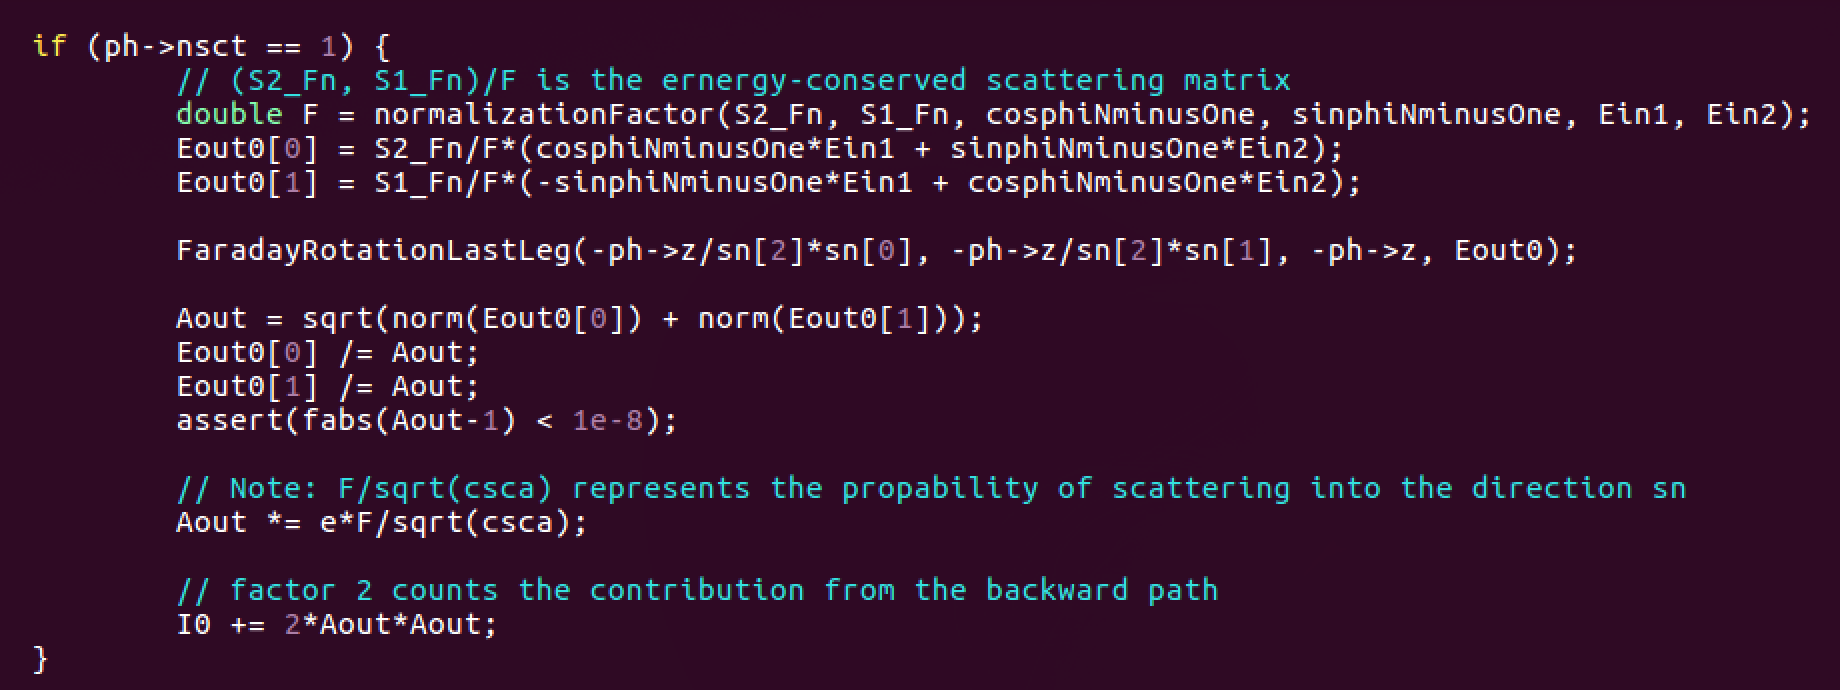 if (ph->nsct == 1) {
// (S2_Fn, S1_Fn)/F is the ernergy-conserved scattering matrix
double F = normalizationFactor(S2_Fn, S1_Fn, cosphiNminusOne, sinphiNminusOne, Ein1, Ein2);
Eout0[0] = S2_Fn/F*(cosphiNminusOne*Ein1 + sinphiNminusOne*Ein2);
Eout0[1] = S1_Fn/F*(-sinphiNminusOne*Ein1 + cosphiNminusOne*Ein2);
FaradayRotationLastLeg(-ph->z/sn[2]*sn[0], -ph->z/sn[2]*sn[1], -ph->z, Eout0);
Aout = sqrt(norm(Eout0[0]) + norm(Eout0[1]));
Eout0[0] /= Aout;
Eout0[1] /= Aout;
assert(fabs(Aout-1) < 1e-8);
// Note: F/sqrt(csca) represents the propability of scattering into the direction sn
Aout *= e*F/sqrt(csca);
// factor 2 counts the contribution from the backward path
I0 += 2*Aout*Aout;
}